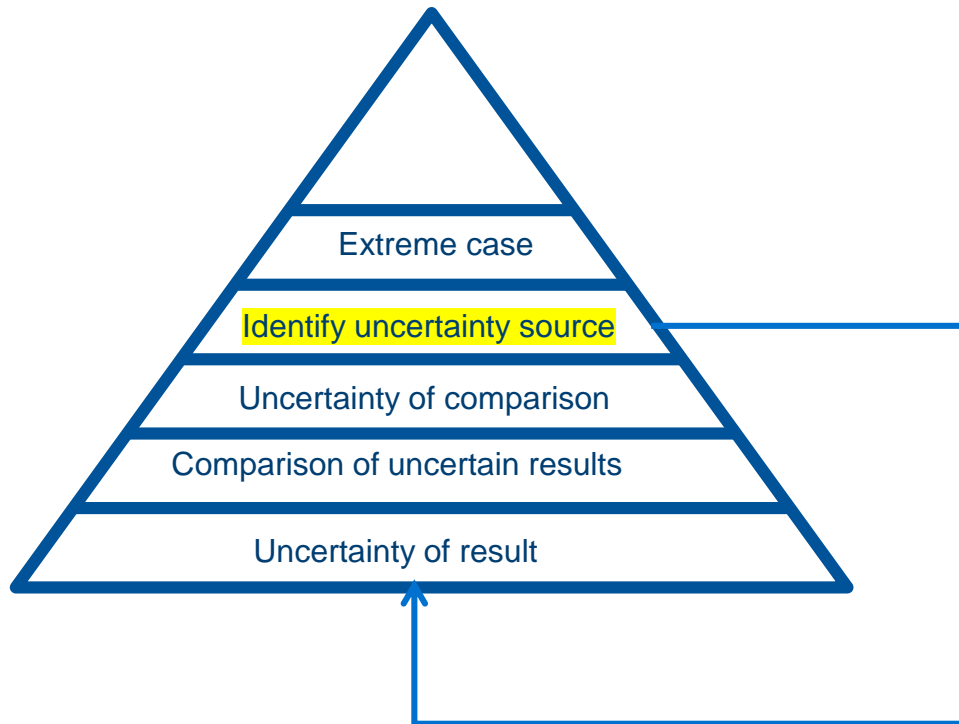 Extreme case
Identify uncertainty source
Uncertainty of comparison
Comparison of uncertain results
Uncertainty of result